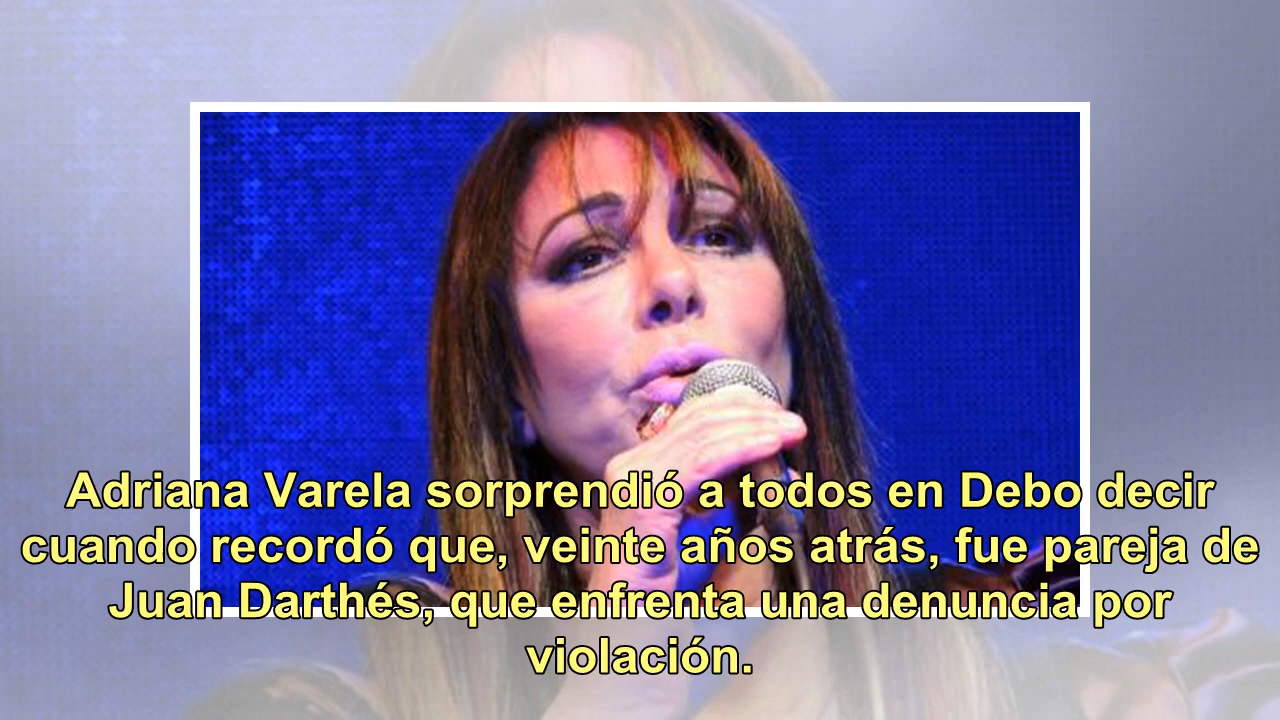 Adriana Varela sorprendió a todos en Debo decir
cuando recordó que, veinte años atrás, fue pareja de
Juan Darthés, que enfrenta una denuncia por
violación.